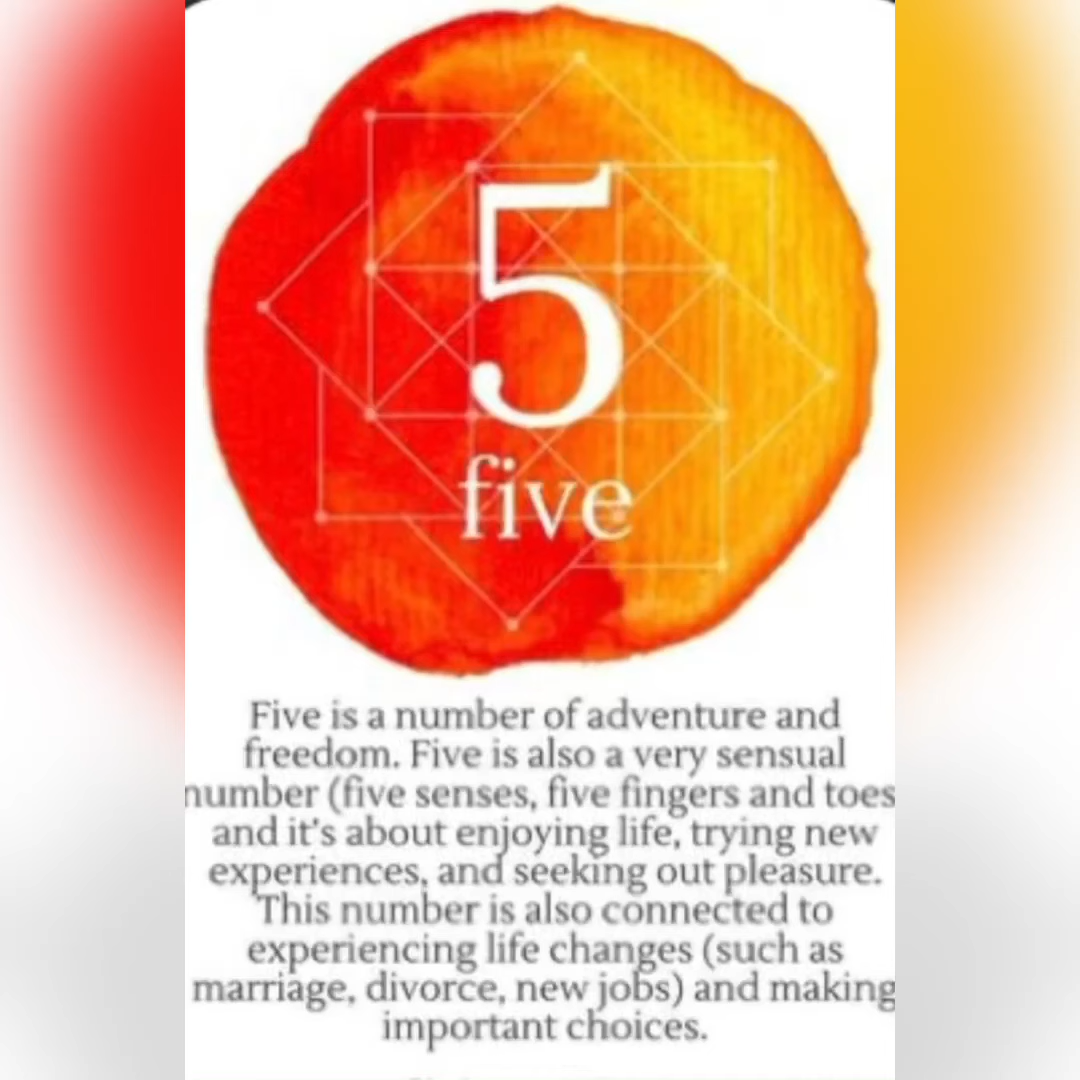 5
five
Five is a number of adventure and
freedom. Five is also a very sensual
number (five senses, five fingers and toes
and it's about enjoying life, trying new
experiences, and seeking out pleasure.
This number is also connected to
experiencing life changes (such as
marriage, divorce, new jobs) and making
important choices.